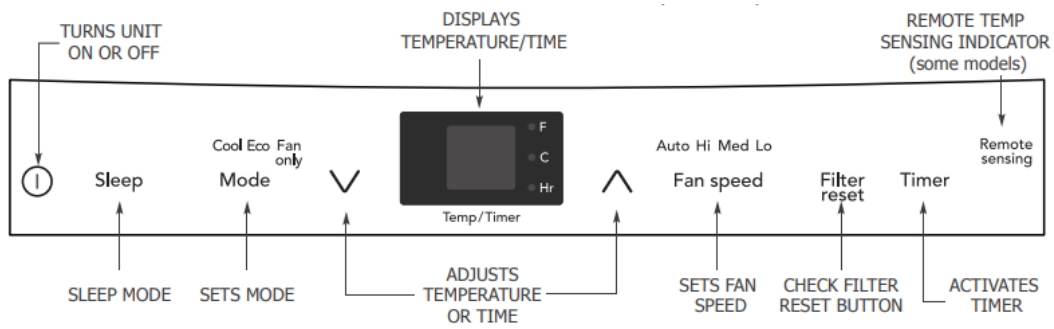 TURNS UNIT
ON OR OFF
DISPLAYS
TEMPERATURE/TIME
REMOTE TEMP
SENSING INDICATOR
(some models)
Sleep
Cool Eco Fan
only
Mode
F
C
Hr
Temp/Timer
Auto Hi Med Lo
Fan speed
Filter
reset
Timer
Remote
sensing
SLEEP MODE
SETS MODE
ADJUSTS
TEMPERATURE
OR TIME
SETS FAN
SPEED
CHECK FILTER
RESET BUTTON
ACTIVATES
TIMER